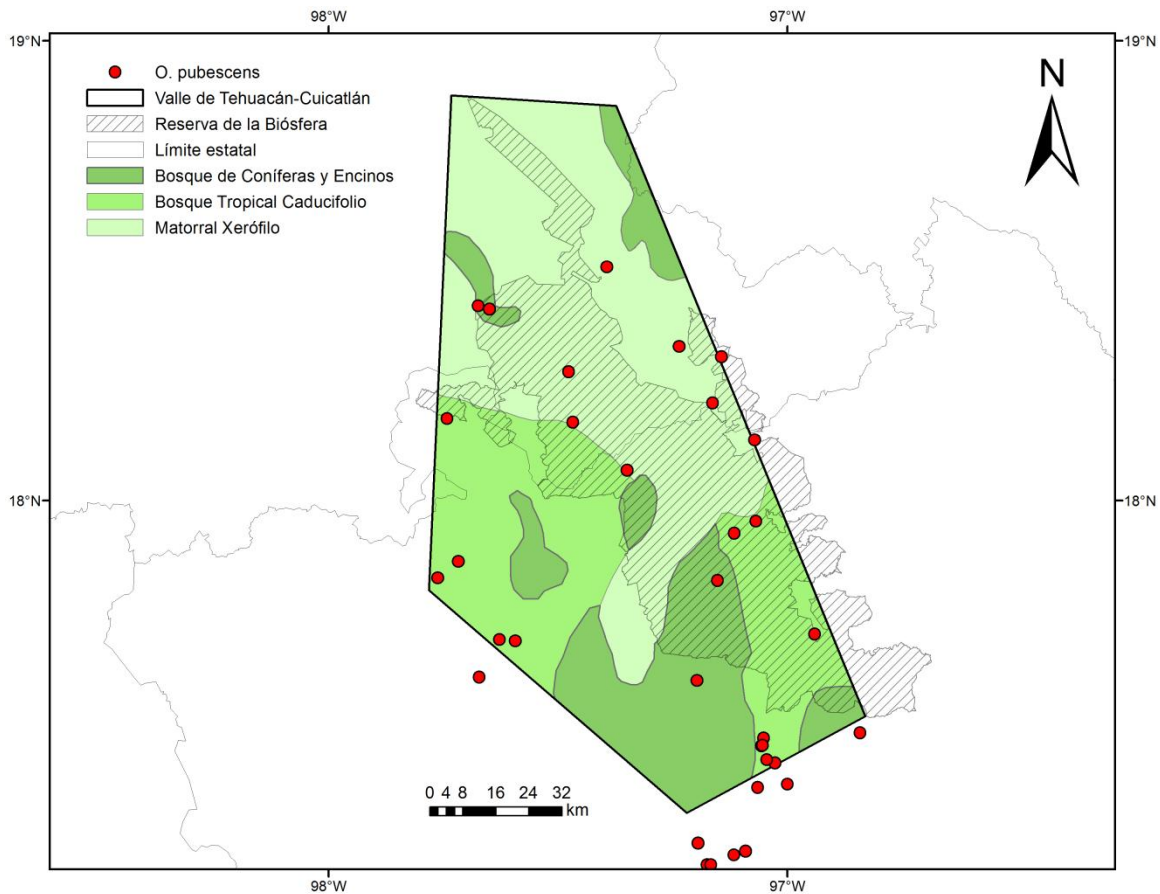 98°W
97°W
19°N
19°N
N
O. pubescens
Valle de Tehuacán-Cuicatlán
Reserva de la Biósfera
Límite estatal
Bosque de Coníferas y Encinos
Bosque Tropical Caducifolio
Matorral Xerófilo
18°N
18°N
0 4 8 16 24 32
km
98°W
97°W